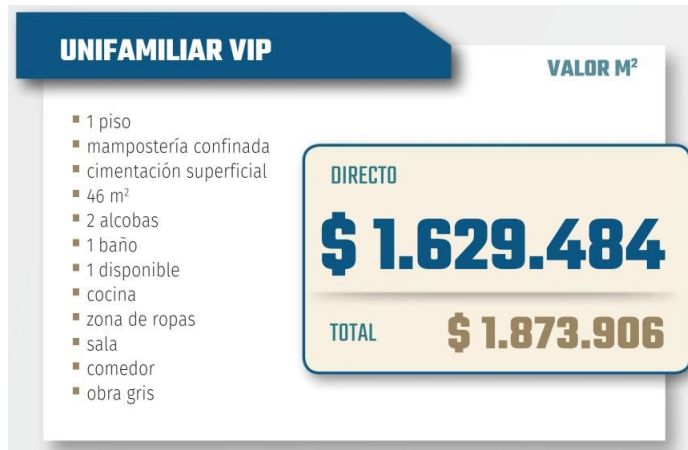 UNIFAMILIAR VIP
VALOR M²
▪ 1 piso
▪ mampostería confinada
▪ cimentación superficial
▪ 46 m²
▪ 2 alcobas
▪ 1 baño
▪ 1 disponible
▪ cocina
▪ zona de ropas
▪ sala
▪ comedor
▪ obra gris
DIRECTO
$ 1.629.484
TOTAL
$ 1.873.906